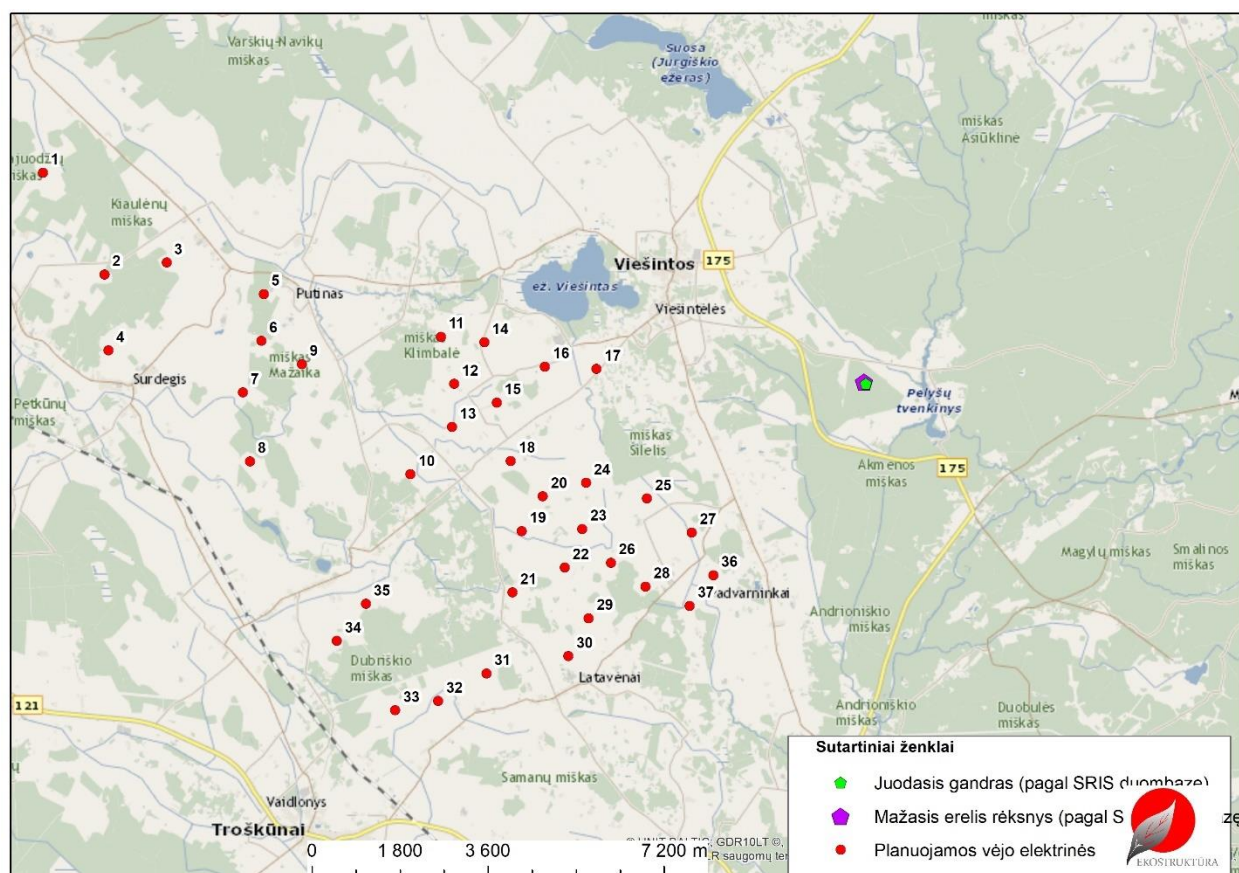 Varškių-Navikų
miškas
Suosa
(Jurgiškio
ežeras)
miškas
miškas
Asiūklinė
1
miškas
Kiaulėnų
miškas
3
2
5
Putinas
ež. Viešintas
Viešintos
175
Viešintėlės
4
6
9
miškas
Mažaika
Surdegis
7
Petkūnų
miškas
8
11
miškas
Klimbalė
14
12
16
17
15
13
10
18
miškas
Šilelis
Pelyšų
tvenkinys
M
Akmenos
miškas
175
24
20
25
19
23
27
22
26
36
21
28
37
29
Magylų miškas
Smalinos
miškas
Andrioniškio
miškas
35
34
30
Dubriškio
miškas
31
Latavėnai
33
32
121
Andrioniškio
miškas
Duobulės
miškas
Samanų miškas
Vaidlonys
Troškūnai
Sutartiniai ženklai
Juodasis gandras (pagal SRIS duombazę)
Mažasis erelis rėksnys (pagal S
Planuojamos vėjo elektrinės
EKOSTRUKTŪRA
GDR10LT ©,
R saugomų
0 1 800 3 600 7 200 m